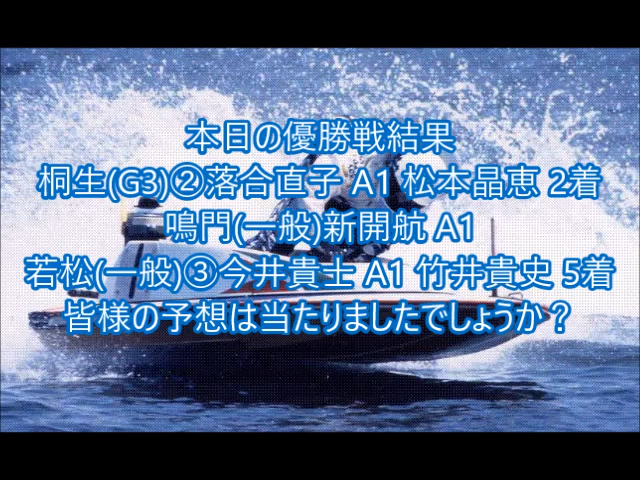 本日の優勝戦結果
桐生(G3)②落合直子 A1 松本晶恵 2着
鳴門(一般)新開航 A1
若松(一般)③今井貴士 A1 竹井貴史 5着
皆様の予想は当たりましたでしょうか？